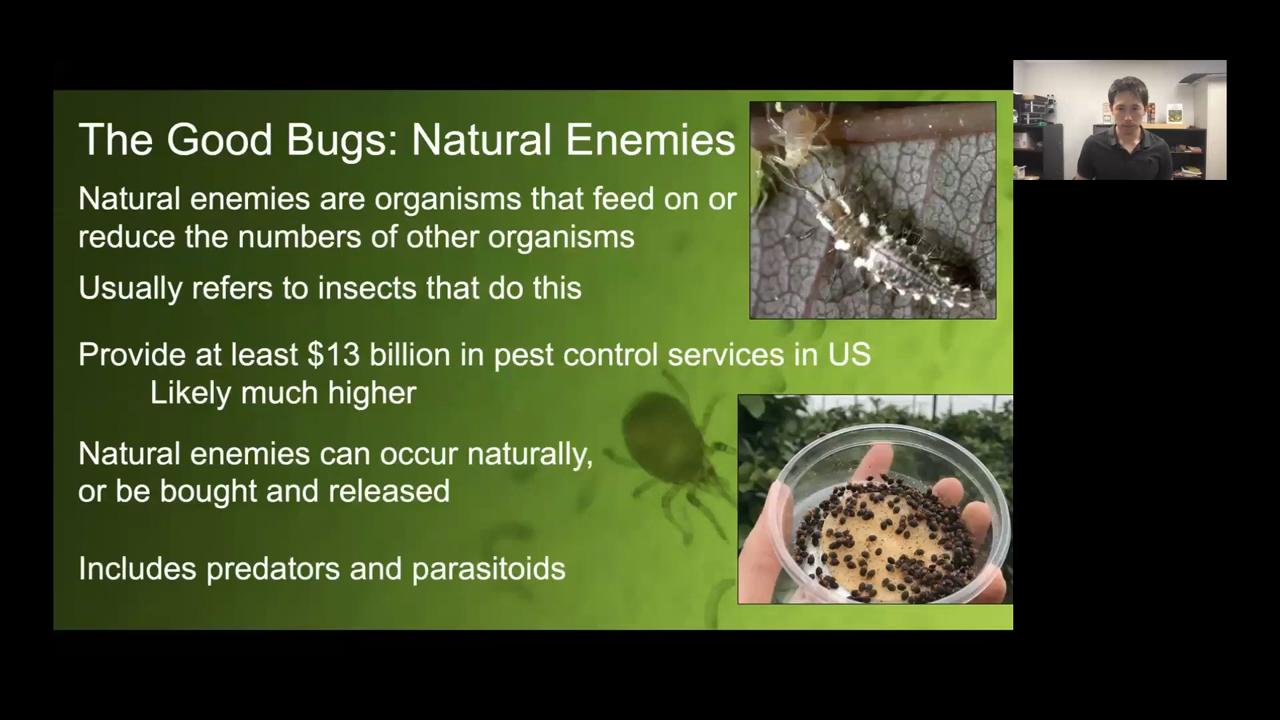 The Good Bugs: Natural Enemies
Natural enemies are organisms that feed on or
reduce the numbers of other organisms
Usually refers to insects that do this
Provide at least $13 billion in pest control services in US
Likely much higher
Natural enemies can occur naturally,
or be bought and released
Includes predators and parasitoids